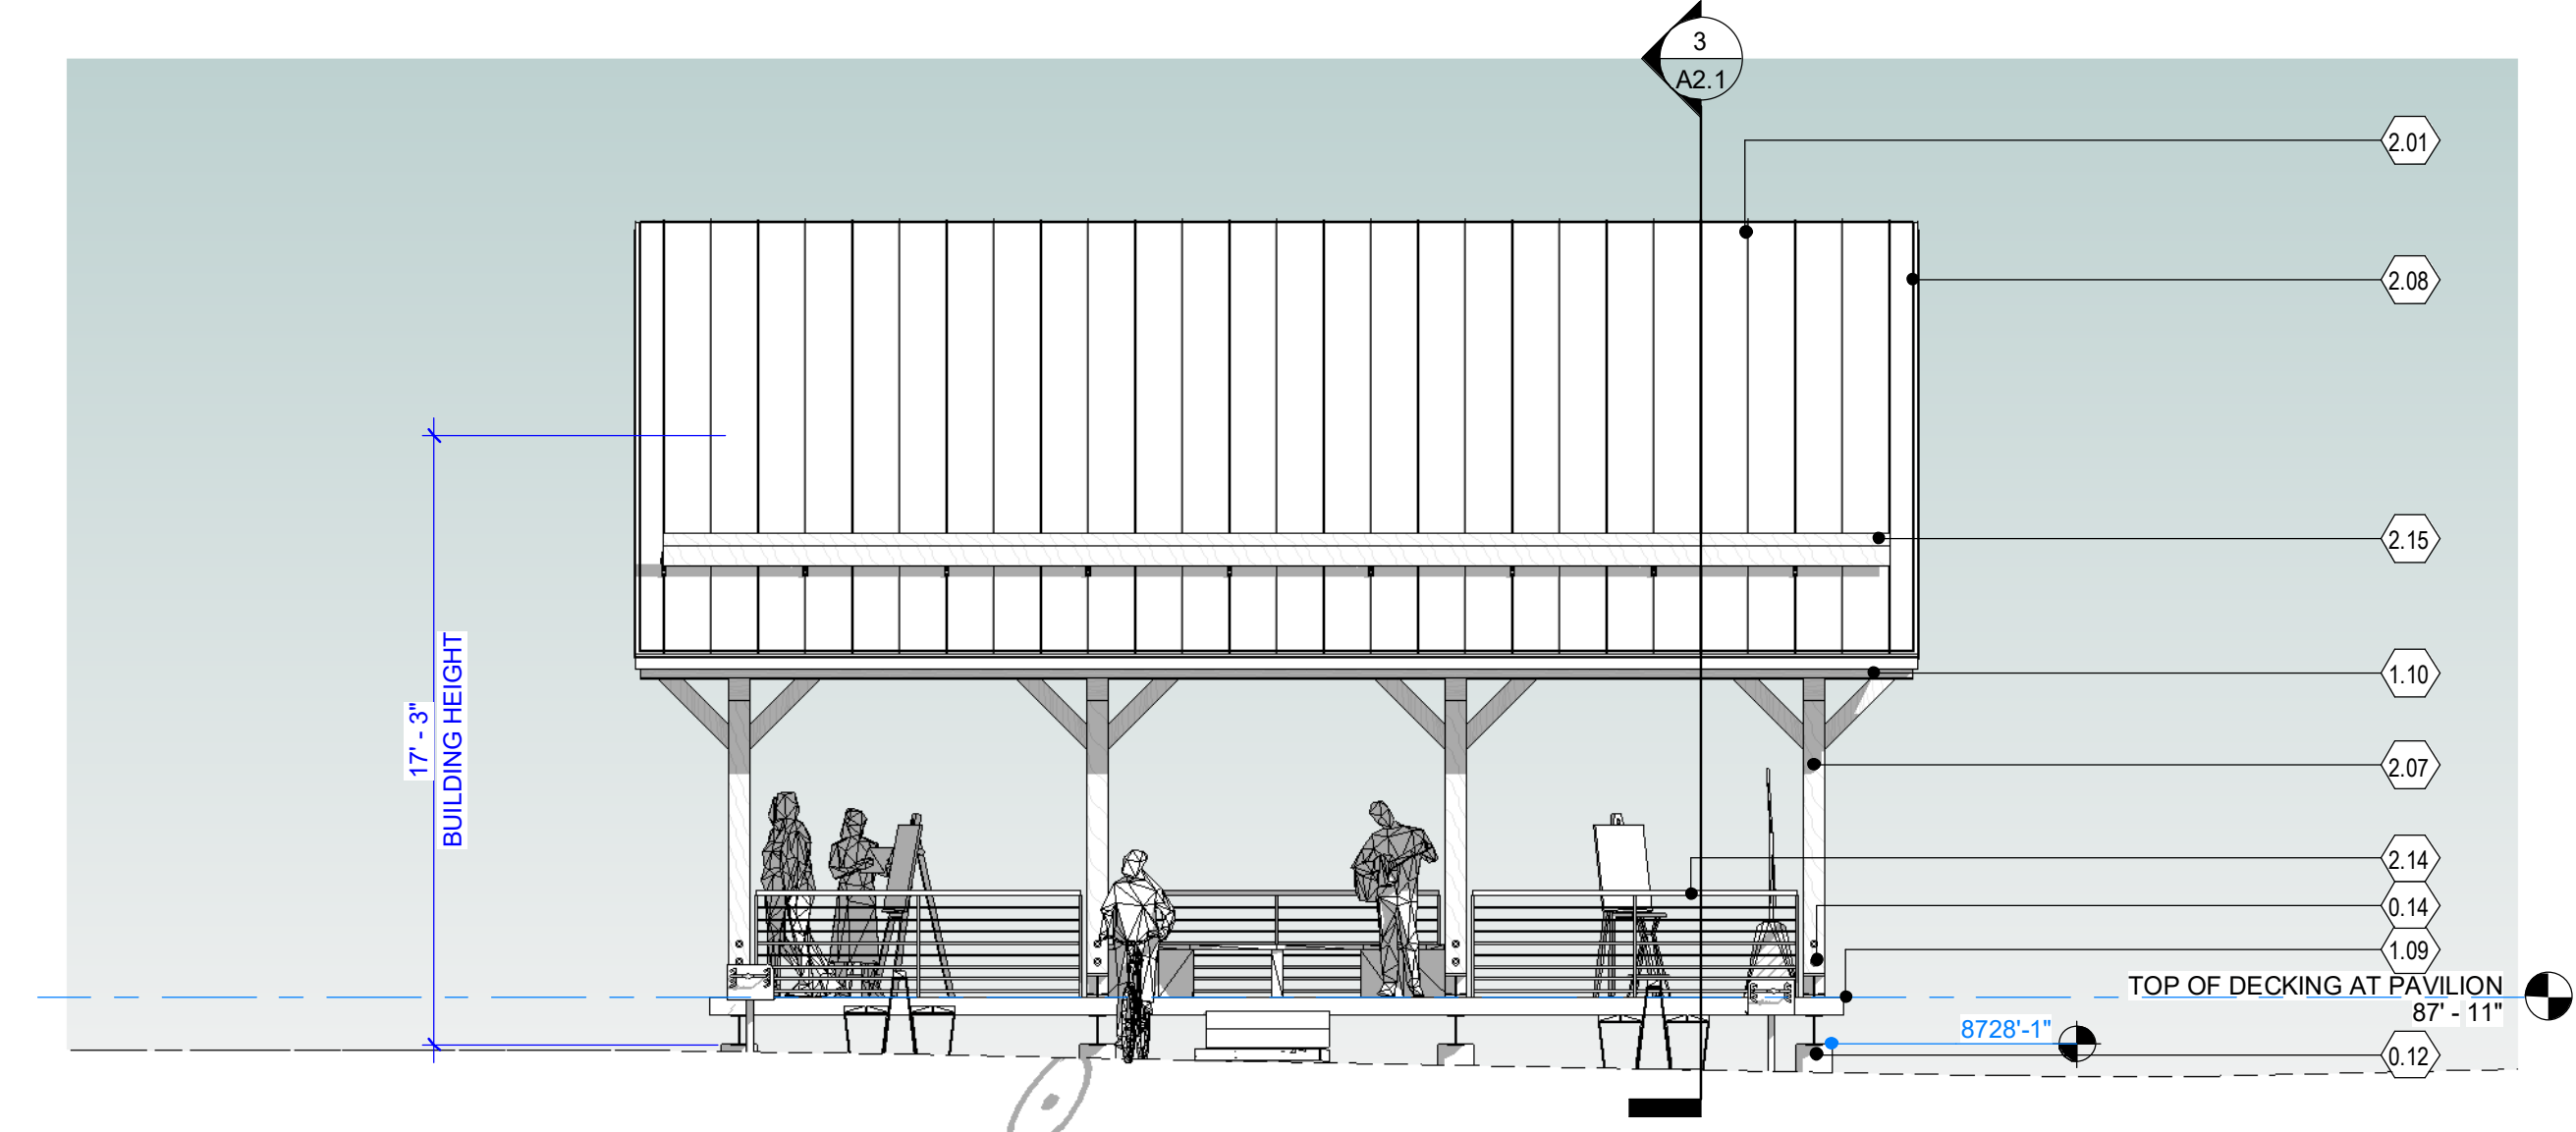 3
A2.1
2.01
2.08
2.15
1.10
17' - 3"
BUILDING HEIGHT
2.07
2.14
0.14
1.09
TOP OF DECKING AT PAVILION
87' - 11"
8728'-1"
0.12